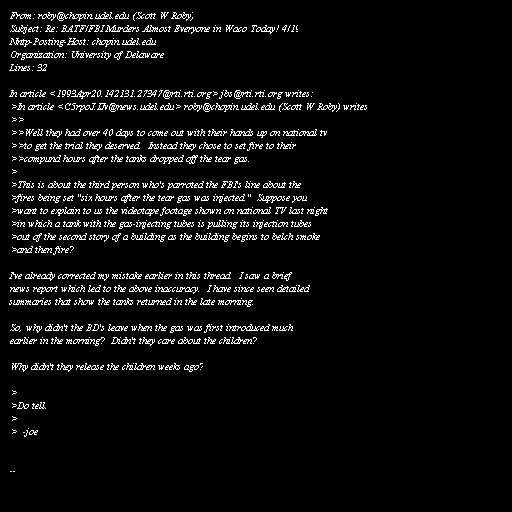 From: roby@chopin.udel.edu (Scott W Roby)
Subject: Re: BATF/FBI Murders Almost Everyone in Waco Today! 4/19
Nntp-Posting-Host: chopin.udel.edu
Organization: University of Delaware
Lines: 32

In article <1993Apr20.142131.27347@rti.rti.org> jbs@rti.rti.org writes:
>In article <C5rpoJ.IJv@news.udel.edu> roby@chopin.udel.edu (Scott W Roby) writes
>>
>>Well they had over 40 days to come out with their hands up on national tv
>>to get the trial they deserved.  Instead they chose to set fire to their
>>compund hours after the tanks dropped off the tear gas.
>
>This is about the third person who's parroted the FBI's line about the
>fires being set "six hours after the tear gas was injected."  Suppose you
>want to explain to us the videotape footage shown on national TV last night
>in which a tank with the gas-injecting tubes is pulling its injection tubes
>out of the second story of a building as the building begins to belch smoke
>and then fire?

I've already corrected my mistake earlier in this thread.  I saw a brief
news report which led to the above inaccuracy.  I have since seen detailed
summaries that show the tanks returned in the late morning.

So, why didn't the BD's leave when the gas was first introduced much
earlier in the morning?  Didn't they care about the children?

Why didn't they release the children weeks ago?

>
>Do tell.
>
>  -joe

--